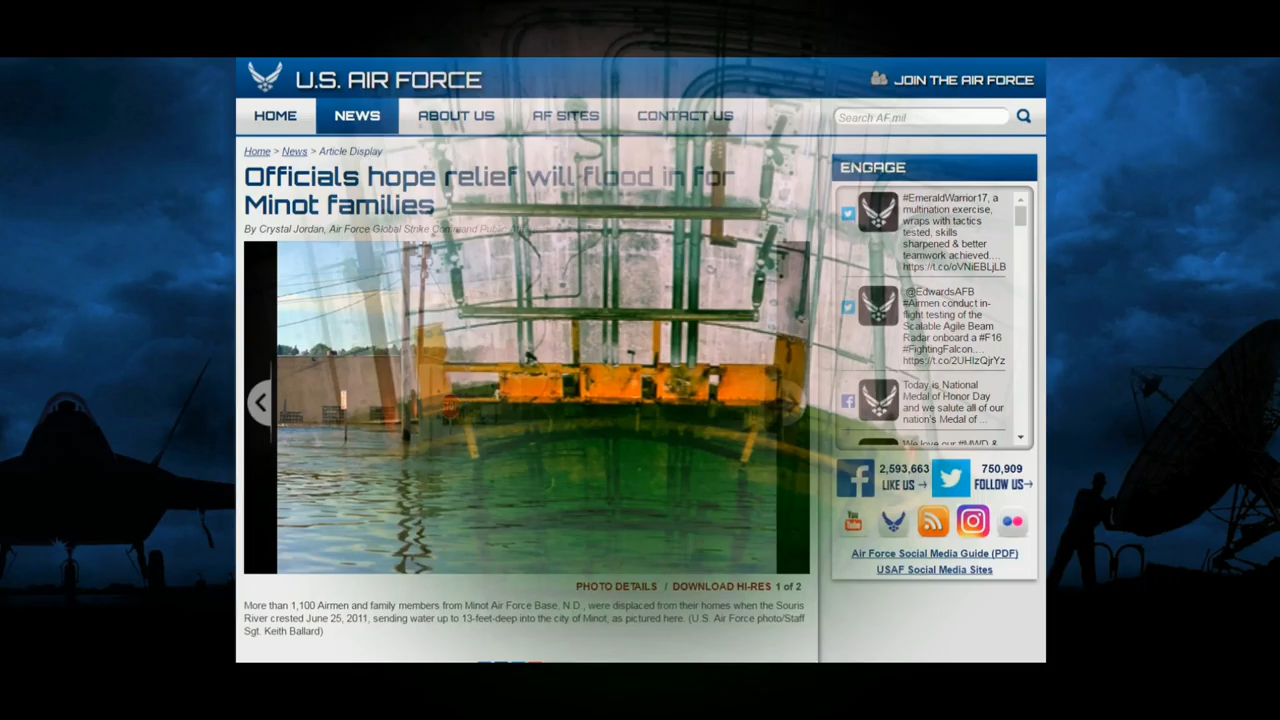 U.S. AIR FORCE
JOIN THE AIR FORCE
HOME NEWS ABOUT US AF SITES CONTACT US
Search AF.mil
Home > News > Article Display
Officials hope relief will flood in for
Minot families
By Crystal Jordan, Air Force Global Strike Command Public
ENGAGE
#EmeraldWarrior17, a
multination exercise,
wraps with tactics
tested, skills
sharpened & better
teamwork achieved....
https://t.co/oVNiEBLjLB
.@EdwardsAFB
#Airmen conduct in-
flight testing of the
Scalable Agile Beam
Radar onboard a #F16
#FightingFalcon....
https://t.co/2UHIzQjrYz
Today is National
Medal of Honor Day
and we salute all of our
nation's Medal of ...
We love our #MWD &
2,593,663
LIKE US
750,909
FOLLOW US
You Tube
Air Force Social Media Guide (PDF)
USAF Social Media Sites
PHOTO DETAILS / DOWNLOAD HI-RES 1 of 2
More than 1,100 Airmen and family members from Minot Air Force Base, N.D., were displaced from their homes when the Souris
River crested June 25, 2011, sending water up to 13-feet-deep into the city of Minot, as pictured here. (U.S. Air Force photo/Staff
Sgt. Keith Ballard)